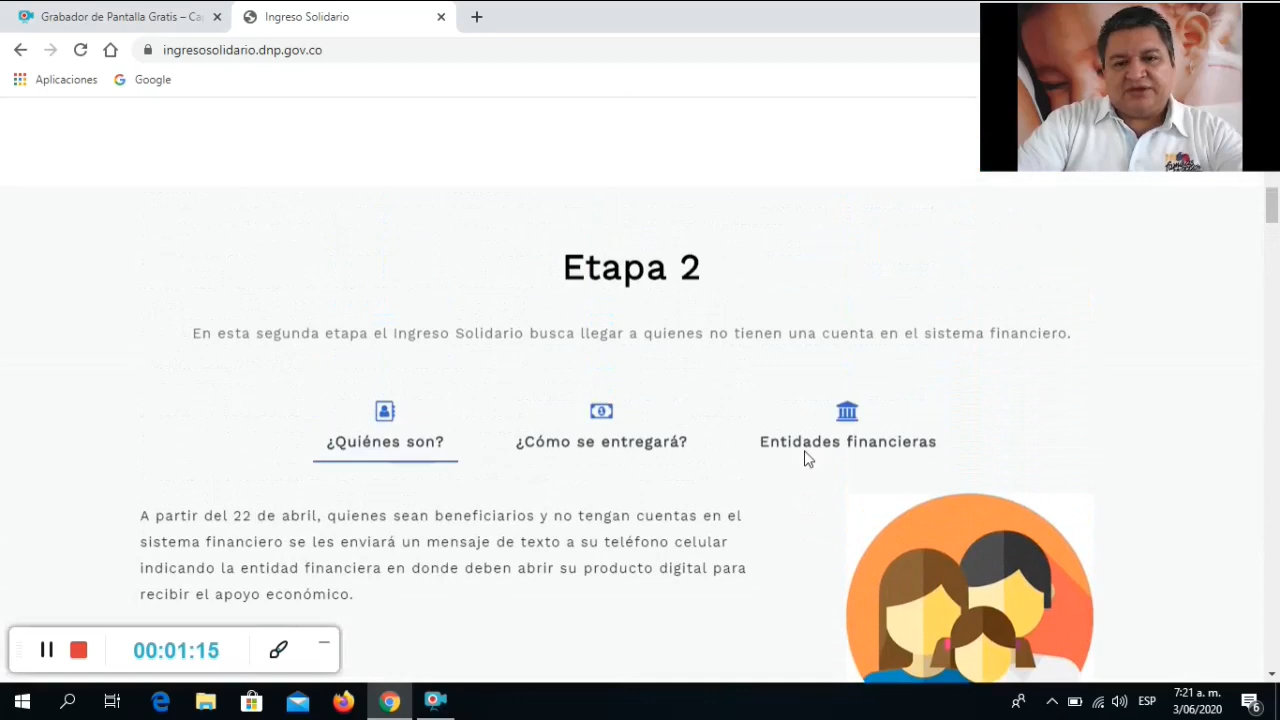 Grabador de Pantalla Gratis – Ca
Ingreso Solidario
ingresosolidario.dnp.gov.co
Aplicaciones
Google
Etapa 2
En esta segunda etapa el Ingreso Solidario busca llegar a quienes no tienen una cuenta en el sistema financiero.
¿Quiénes son?
¿Cómo se entregará?
Entidades financieras
A partir del 22 de abril, quienes sean beneficiarios y no tengan cuentas en el
sistema financiero se les enviará un mensaje de texto a su teléfono celular
indicando la entidad financiera en donde deben abrir su producto digital para
recibir el apoyo económico.
00:01:15
ESP
7:21 a. m.
3/06/2020
6